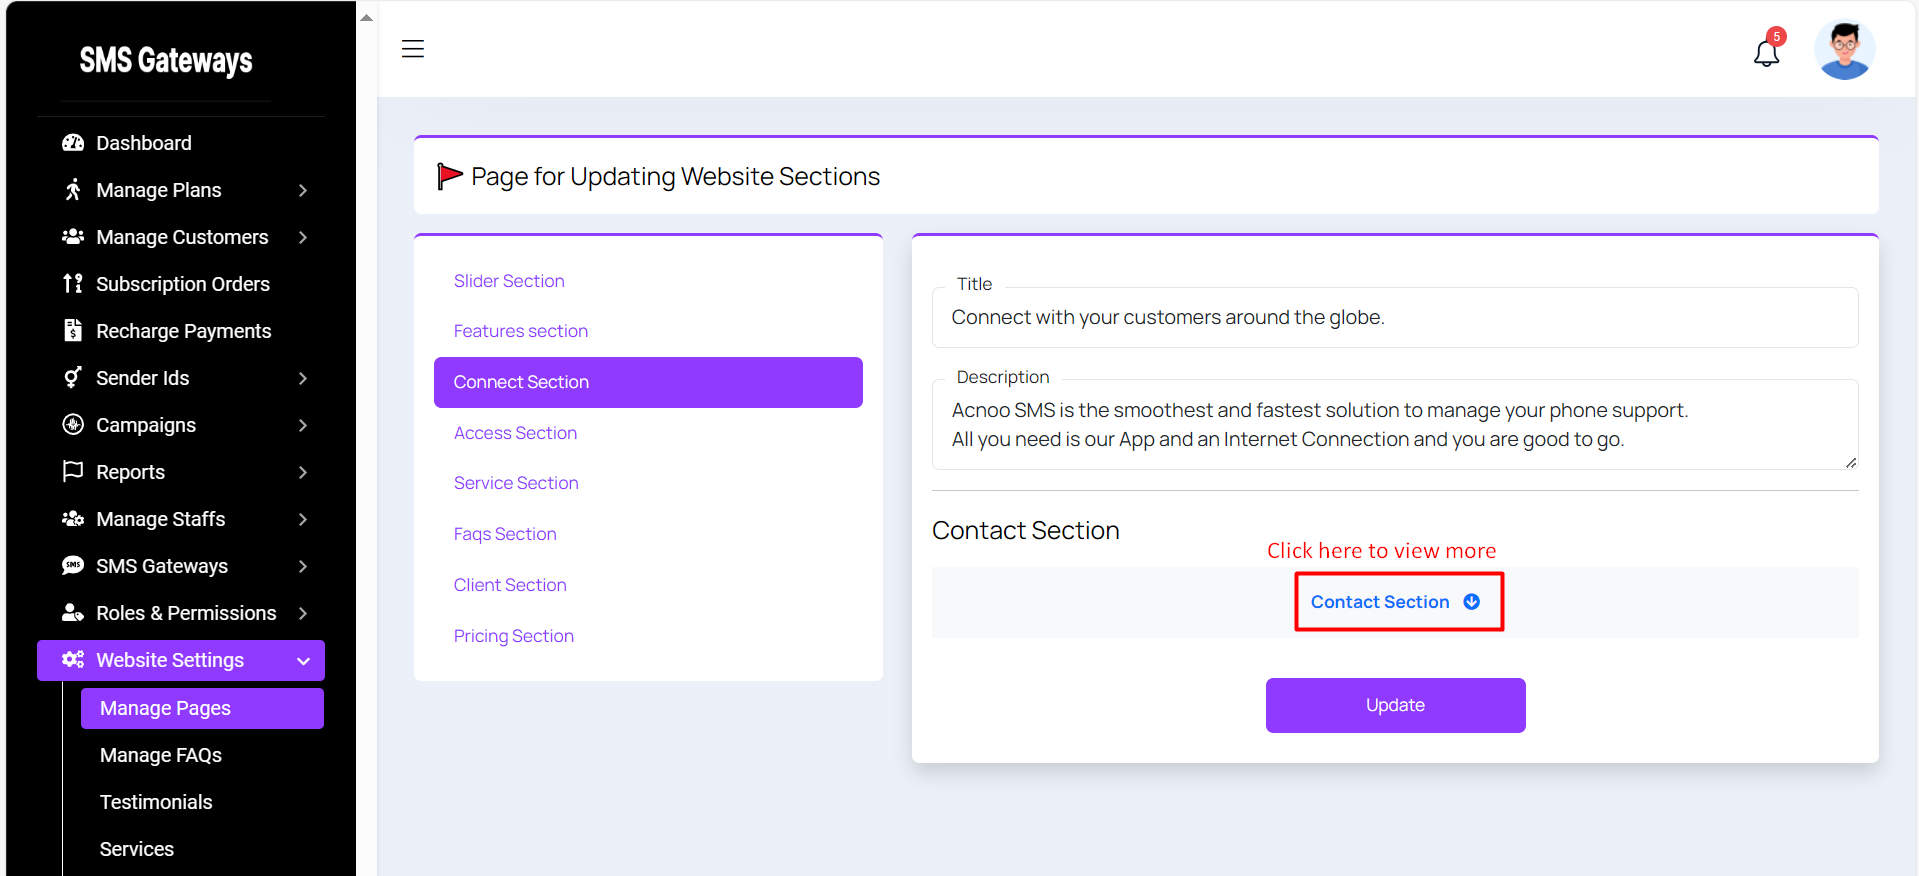 SMS Gateways
Dashboard
Manage Plans
Manage Customers
Subscription Orders
Recharge Payments
Sender Ids
Campaigns
Reports
Manage Staffs
SMS
SMS Gateways
Roles & Permissions
Website Settings
Manage Pages
Manage FAQs
Testimonials
Services
5
Page for Updating Website Sections
Slider Section
Features section
Connect Section
Access Section
Service Section
Faqs Section
Client Section
Pricing Section
Title
Connect with your customers around the globe.
Description
Acnoo SMS is the smoothest and fastest solution to manage your phone support.
All you need is our App and an Internet Connection and you are good to go.
Contact Section
Click here to view more
Contact Section
Update